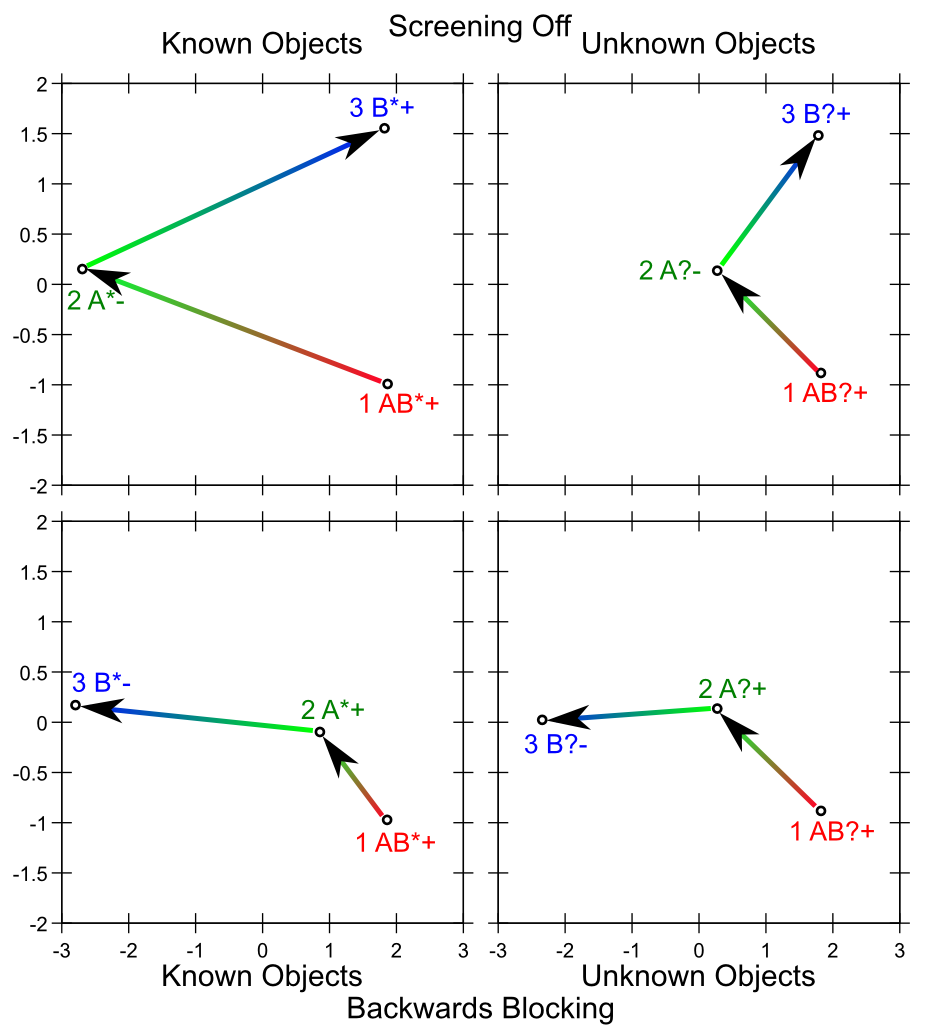 Screening Off
Known Objects Unknown Objects
2
1.5
1
0.5
0
-0.5
-1
-1.5
-2
3 B*+
2 A*-
1 AB*+
3 B?+
2 A?-
1 AB?+
2
1.5
1
0.5
0
-0.5
-1
-1.5
-2
3 B*-
2 A*+
1 AB*+
2 A?+
3 B?-
1 AB?+
-3 -2 -1 0 1 2 3 -3 -2 -1 0 1 2 3
Known Objects Unknown Objects
Backwards Blocking